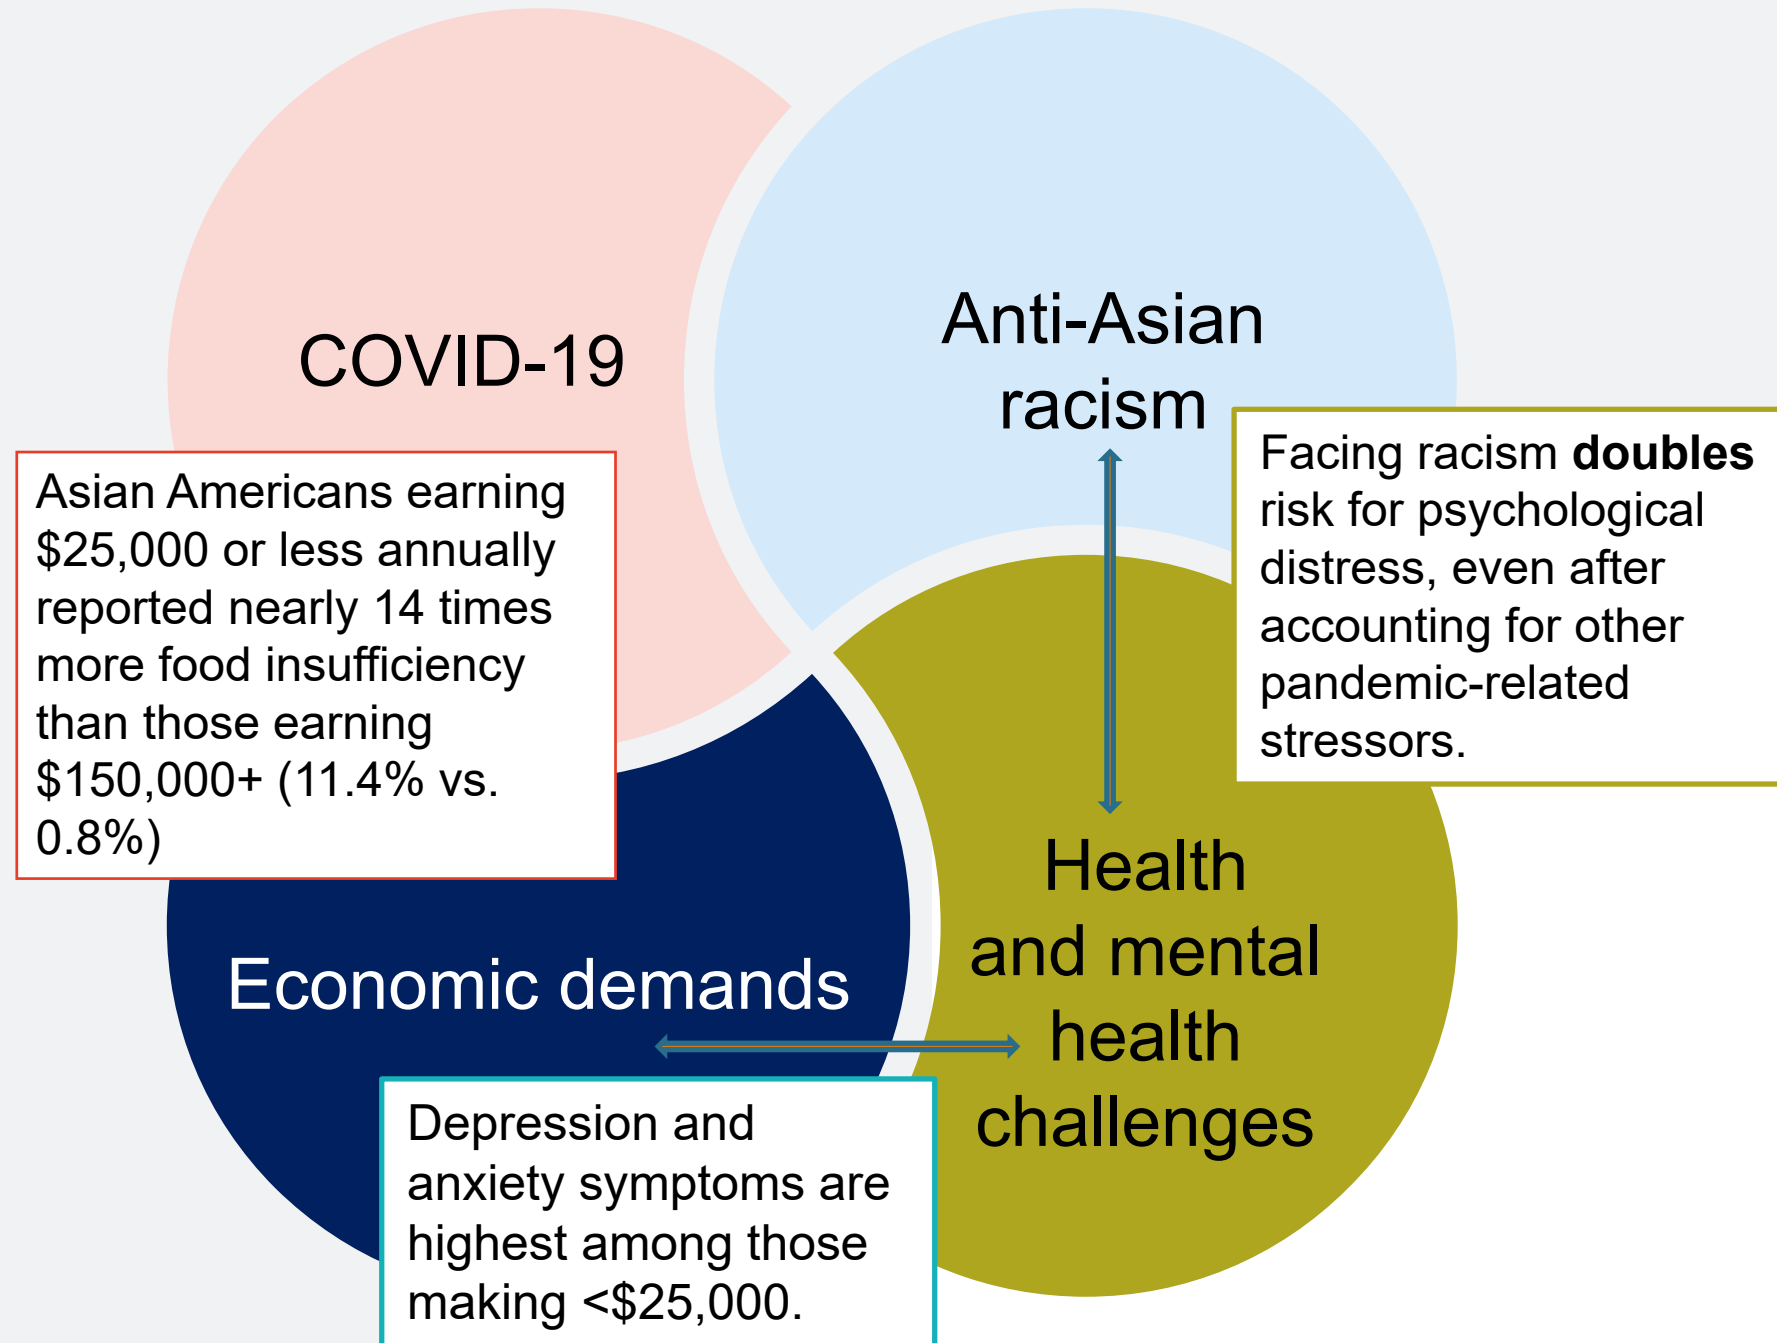 COVID-19
Anti-Asian
racism
Asian Americans earning
$25,000 or less annually
reported nearly 14 times
more food insufficiency
than those earning
$150,000+ (11.4% vs.
0.8%)
Facing racism doubles
risk for psychological
distress, even after
accounting for other
pandemic-related
stressors.
Economic demands
Health
and mental
health
challenges
Depression and
anxiety symptoms are
highest among those
making <$25,000.